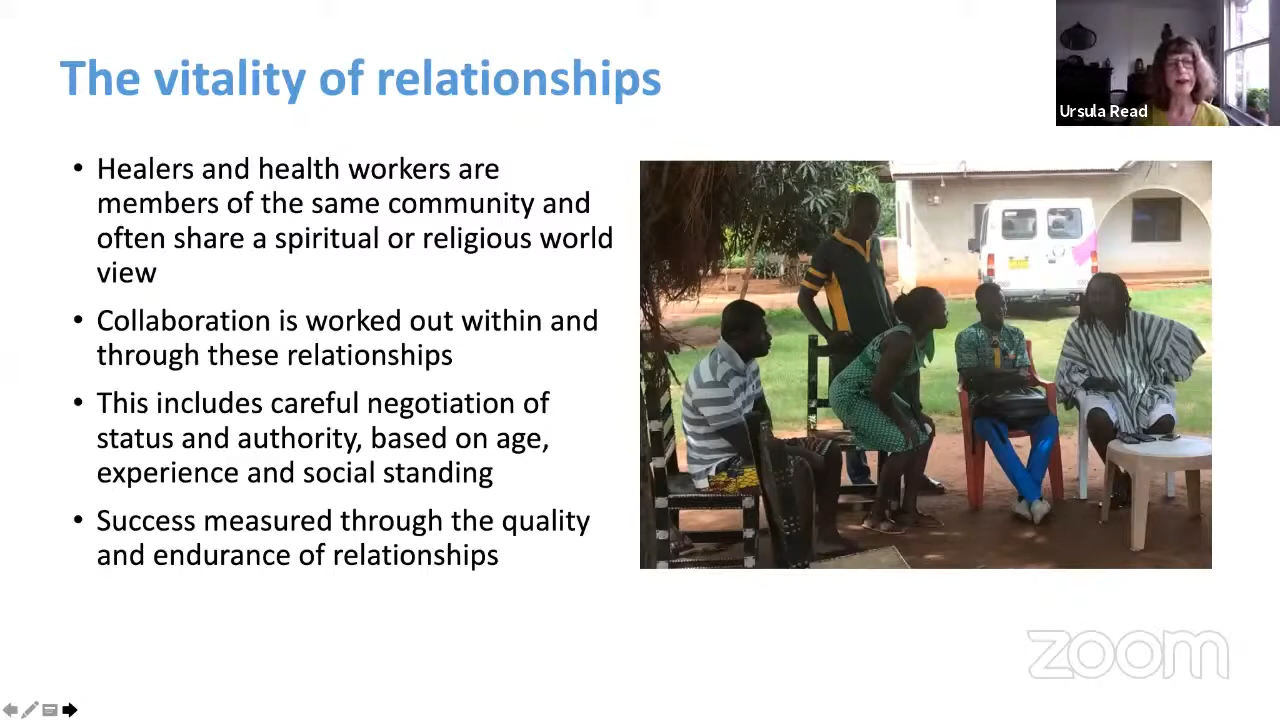 The vitality of relationships
Ursula Read
• Healers and health workers are
members of the same community and
often share a spiritual or religious world
view
• Collaboration is worked out within and
through these relationships
• This includes careful negotiation of
status and authority, based on age,
experience and social standing
• Success measured through the quality
and endurance of relationships
zoom